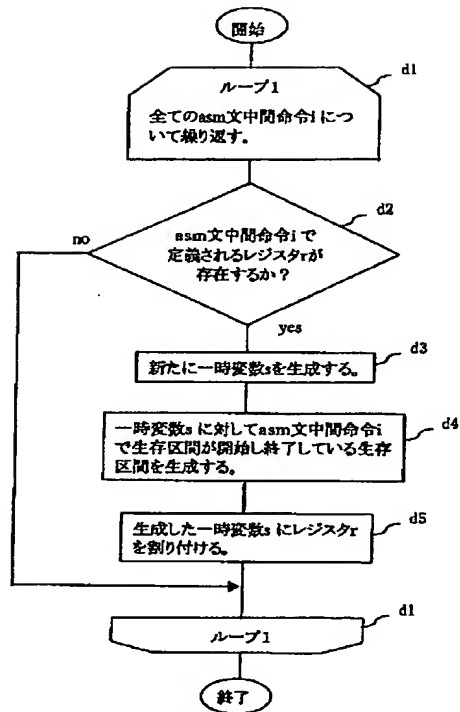 開始
d1
ループ1
全てのasm文中間命令iにつ
いて繰り返す。
d2
no
asm文中間命令iで
定義されるレジスタrが
存在するか？
yes
d3
新たに一時変数sを生成する。
d4
一時変数s に対してasm文中間命令i
で生存区間が開始し終了している生存
区間を生成する。
d5
生成した一時変数s にレジスタr
を割り付ける。
d1
ループ1
終了